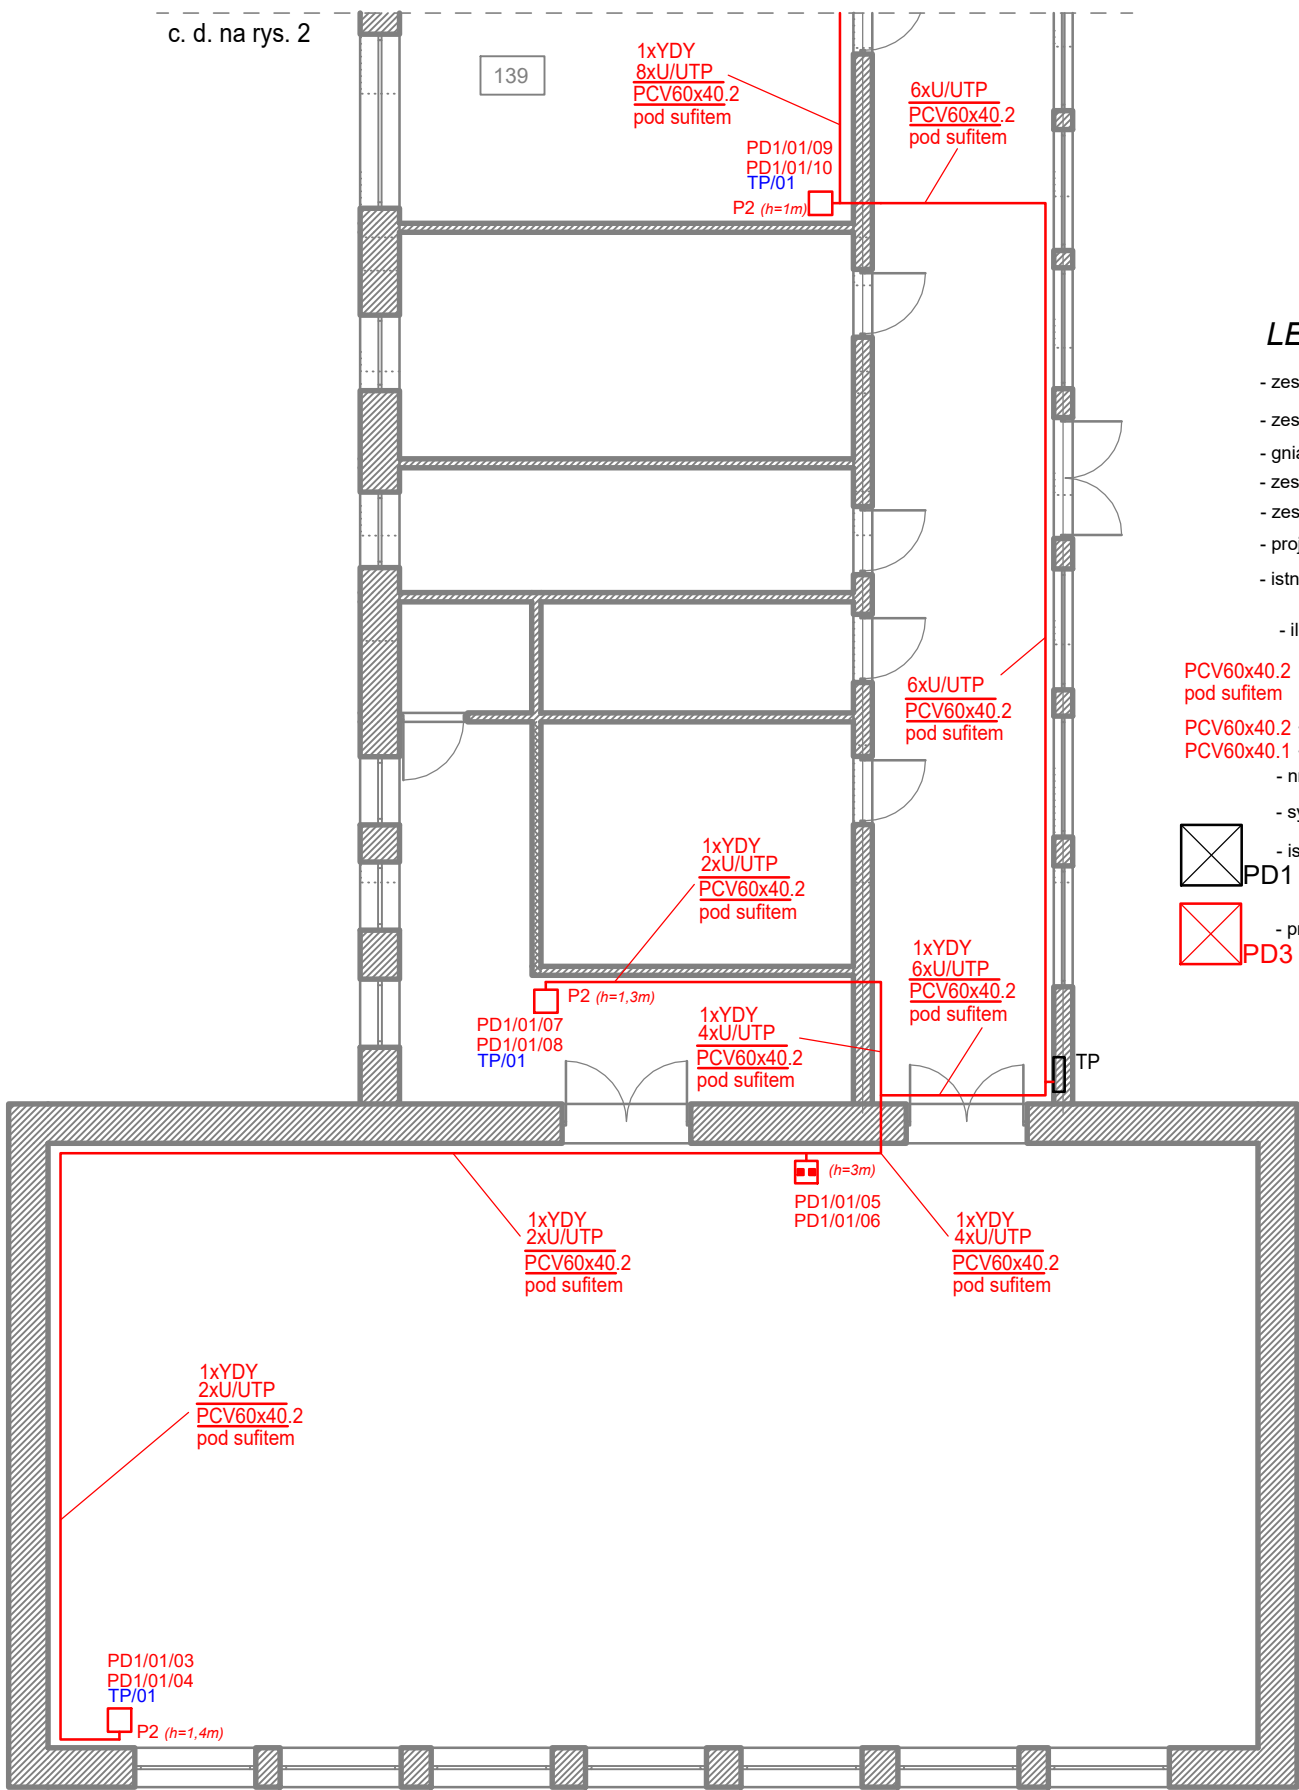 c. d. na rys. 2
139
1xYDY
8xU/UTP
PCV60x40.2
pod sufitem
6xU/UTP
PCV60x40.2
pod sufitem
PD1/01/09
PD1/01/10
TP/01
P2 (h=1m)
- zes
- zes
- gnia
- zes
- zes
- istn
- il
6xU/UTP
PCV60x40.2
pod sufitem
PCV60x40.2
pod sufitem
PCV60x40.2
PCV60x40.1
PD1
PD3
1xYDY
2xU/UTP
PCV60x40.2
pod sufitem
1xYDY
6xU/UTP
PCV60x40.2
pod sufitem
P2 (h=1,3m)
PD1/01/07
PD1/01/08
TP/01
1xYDY
4xU/UTP
PCV60x40.2
pod sufitem
TP
(h=3m)
PD1/01/05
PD1/01/06
1xYDY
2xU/UTP
PCV60x40.2
pod sufitem
1xYDY
4xU/UTP
PCV60x40.2
pod sufitem
1xYDY
2xU/UTP
PCV60x40.2
pod sufitem
PD1/01/03
PD1/01/04
TP/01
P2 (h=1,4m)